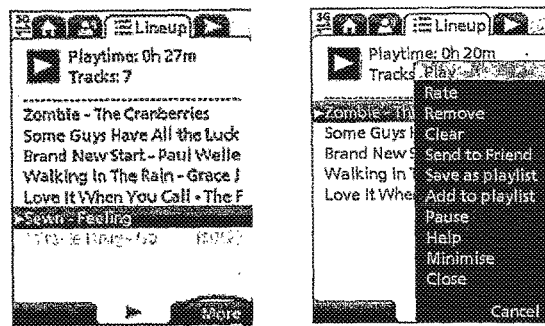 3G Lineup
Playtime: 0h 27m
Tracks: 7
Zombie - The Cranberries
Some Guys Have All the Luck
Brand New Start - Paul Welle
Walking In The Rain - Grace J
Love It When You Call - The F
Sewn - Feeling
More
3G Lineup
Playtime: 0h 20m
Tracks
Zombie - Th
Some Guys H
Brand New S
Walking In T
Love It Whe
Play
Rate
Remove
Clear
Send to Friend
Save as playlist
Add to playlist
Pause
Help
Minimise
Close
Cancel